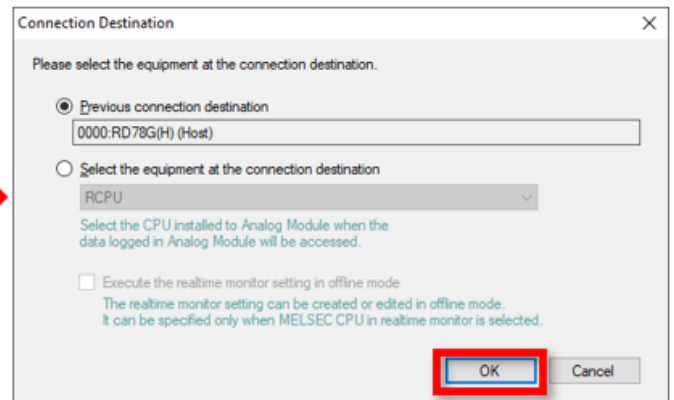 Connection Destination
Please select the equipment at the connection destination.
Previous connection destination
0000:RD78G(H) (Host)
Select the equipment at the connection destination
RCPU
Select the CPU installed to Analog Module when the
data logged in Analog Module will be accessed.
Execute the realtime monitor setting in offline mode
The realtime monitor setting can be created or edited in offline mode.
It can be specified only when MELSEC CPU in realtime monitor is selected.
OK Cancel